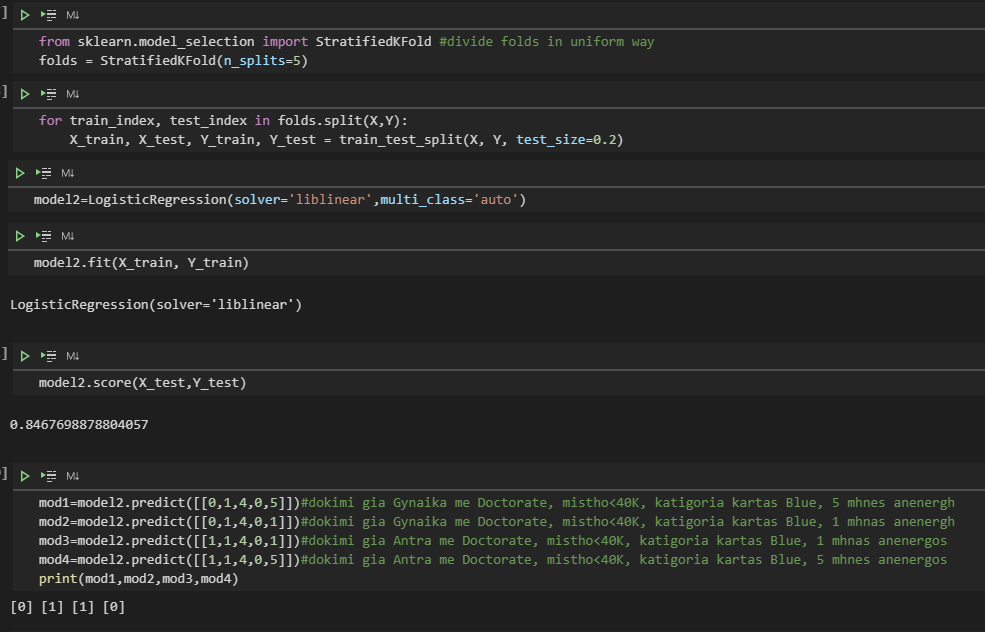 ]
M↓
from sklearn.model_selection import StratifiedKFold #divide folds in uniform way
folds = StratifiedKFold(n_splits=5)
]
M↓
for train_index, test_index in folds.split(X,Y):
    X_train, X_test, Y_train, Y_test = train_test_split(X, Y, test_size=0.2)
M↓
model2=LogisticRegression(solver='liblinear',multi_class='auto')
M↓
model2.fit(X_train, Y_train)
LogisticRegression(solver='liblinear')
]
M↓
model2.score(X_test,Y_test)
0.8467698878804057
]
M↓
mod1=model2.predict([[0,1,4,0,5]])#dokimi gia Gynaika me Doctorate, mistho<40K, katigoria kartas Blue, 5 mhnes anenergh
mod2=model2.predict([[0,1,4,0,1]])#dokimi gia Gynaika me Doctorate, mistho<40K, katigoria kartas Blue, 1 mhnas anenergh
mod3=model2.predict([[1,1,4,0,1]])#dokimi gia Antra me Doctorate, mistho<40K, katigoria kartas Blue, 1 mhnas anenergos
mod4=model2.predict([[1,1,4,0,5]])#dokimi gia Antra me Doctorate, mistho<40K, katigoria kartas Blue, 5 mhnes anenergos
print(mod1,mod2,mod3,mod4)
[0] [1] [1] [0]